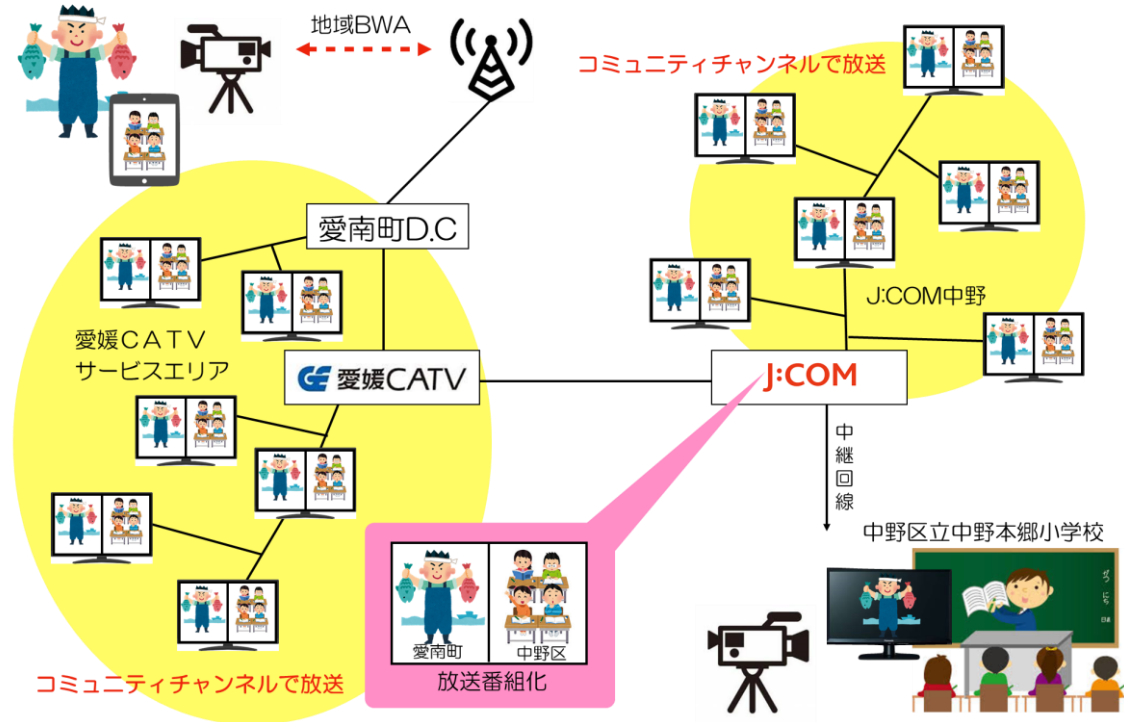 地域BWA
コミュニティチャンネルで放送
愛南町D.C
愛媛CATV
サービスエリア
愛媛CATV
J:COM中野
J:COM
中継回線
中野区立中野本郷小学校
愛南町
中野区
放送番組化
コミュニティチャンネルで放送